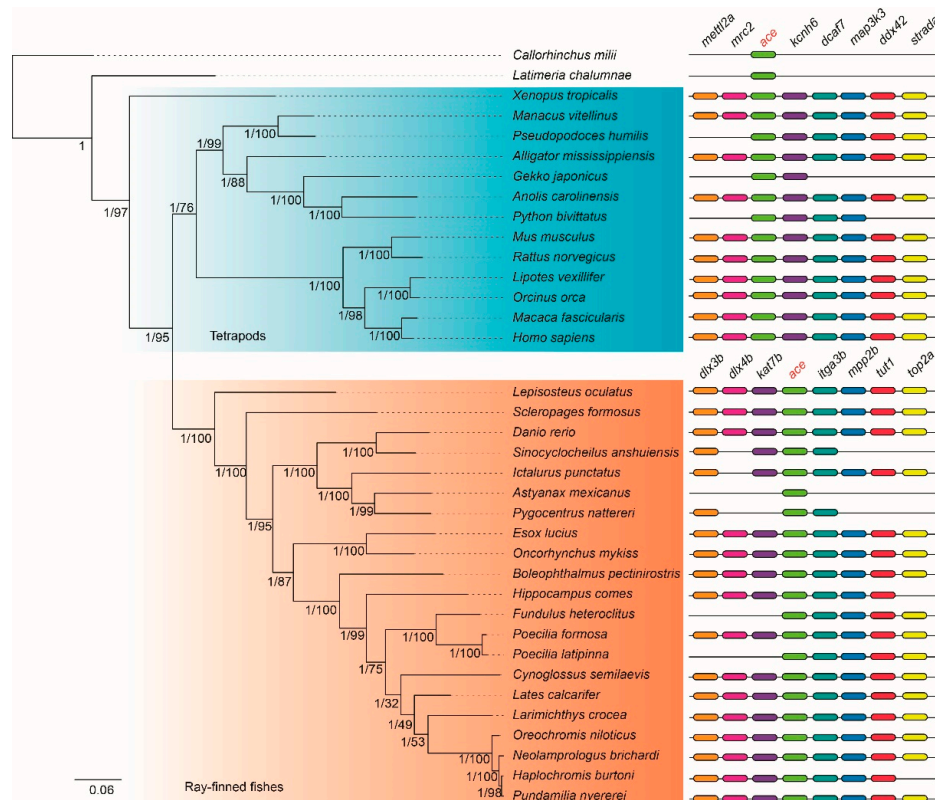 mettl2a mrc2 ace kcnh6 dcaf7 map3k3 ddx42 strada
Callorhinchus milii
Latimeria chalumnae
Xenopus tropicalis
Manacus vitellinus
1/100
Pseudopodoces humilis
1/99
Alligator mississippiensis
1/88
Gekko japonicus
1/100
Anolis carolinensis
1/76
1/97
1/100
Python bivittatus
1
Mus musculus
1/100
Rattus norvegicus
Lipotes vexillifer
1/100
1/100
Orcinus orca
1/98
Macaca fascicularis
1/100
Homo sapiens
1/95
Tetrapods
dlx3b dlx4b kat7b ace itga3b mpp2b tut1 top2a
Lepisosteus oculatus
1/100
Scleropages formosus
Danio rerio
1/100
Sinocyclocheilus anshuiensis
1/100
1/100
Ictalurus punctatus
1/100
Astyanax mexicanus
1/99
Pygocentrus nattereri
1/95
Esox lucius
1/100
Oncorhynchus mykiss
1/87
Boleophthalmus pectinirostris
1/100
Hippocampus comes
Fundulus heteroclitus
1/99
1/100
Poecilia formosa
1/100
Poecilia latipinna
1/75
Cynoglossus semilaevis
1/32
Lates calcarifer
1/49
Larimichthys crocea
1/53
Oreochromis niloticus
1/100
Neolamprologus brichardi
1/100
Haplochromis burtoni
1/98
Pundamilia nyererei
0.06
Ray-finned fishes